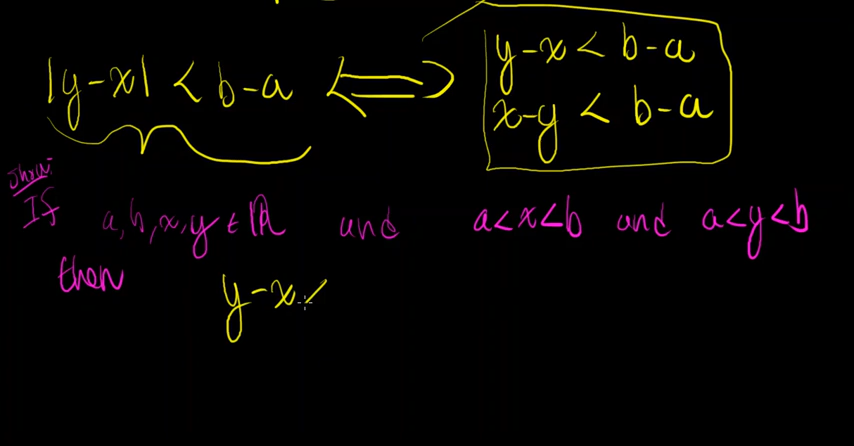 |y-x| < b-a ⟺
y-x < b-a
x-y < b-a
Show:
If a, b, x, y ∈ ℝ and a<x<b and a<y<b
then y-x